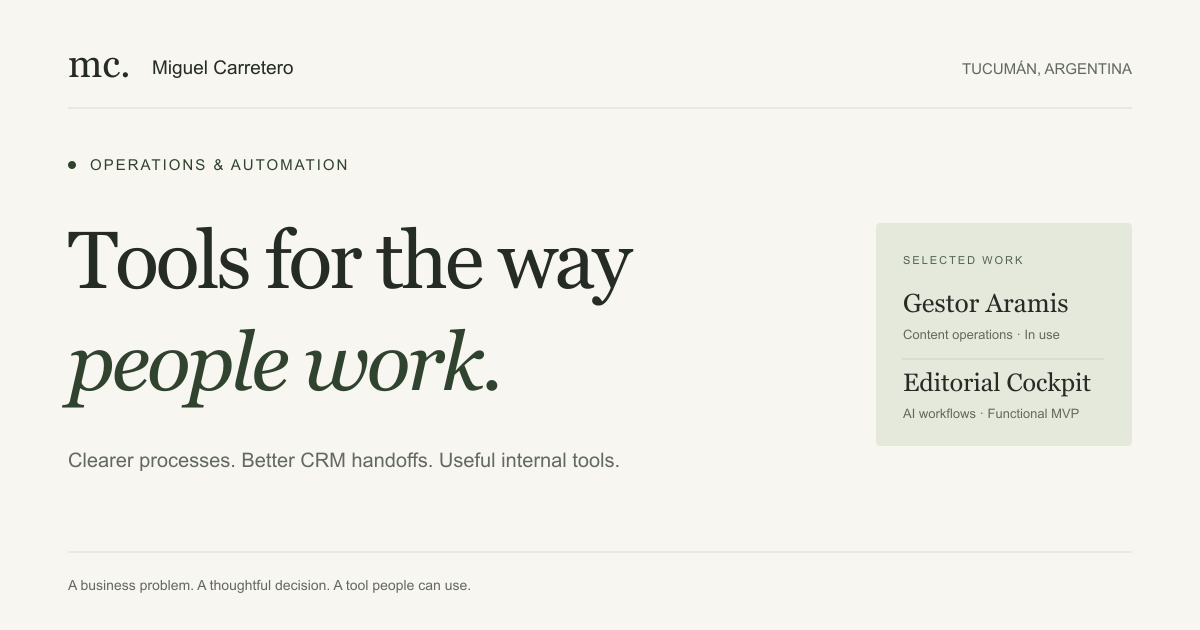 mc. Miguel Carretero
TUCUMÁN, ARGENTINA
OPERATIONS & AUTOMATION
Tools for the way
people work.
Clearer processes. Better CRM handoffs. Useful internal tools.
SELECTED WORK
Gestor Aramis
Content operations · In use
Editorial Cockpit
AI workflows · Functional MVP
A business problem. A thoughtful decision. A tool people can use.